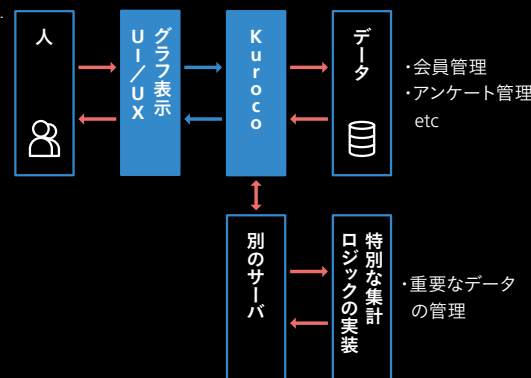 人
グラフ表示
UI/UX
Kuroco
データ
・会員管理
・アンケート管理
etc
別のサーバ
特別な集計
ロジックの実装
・重要なデータ
の管理